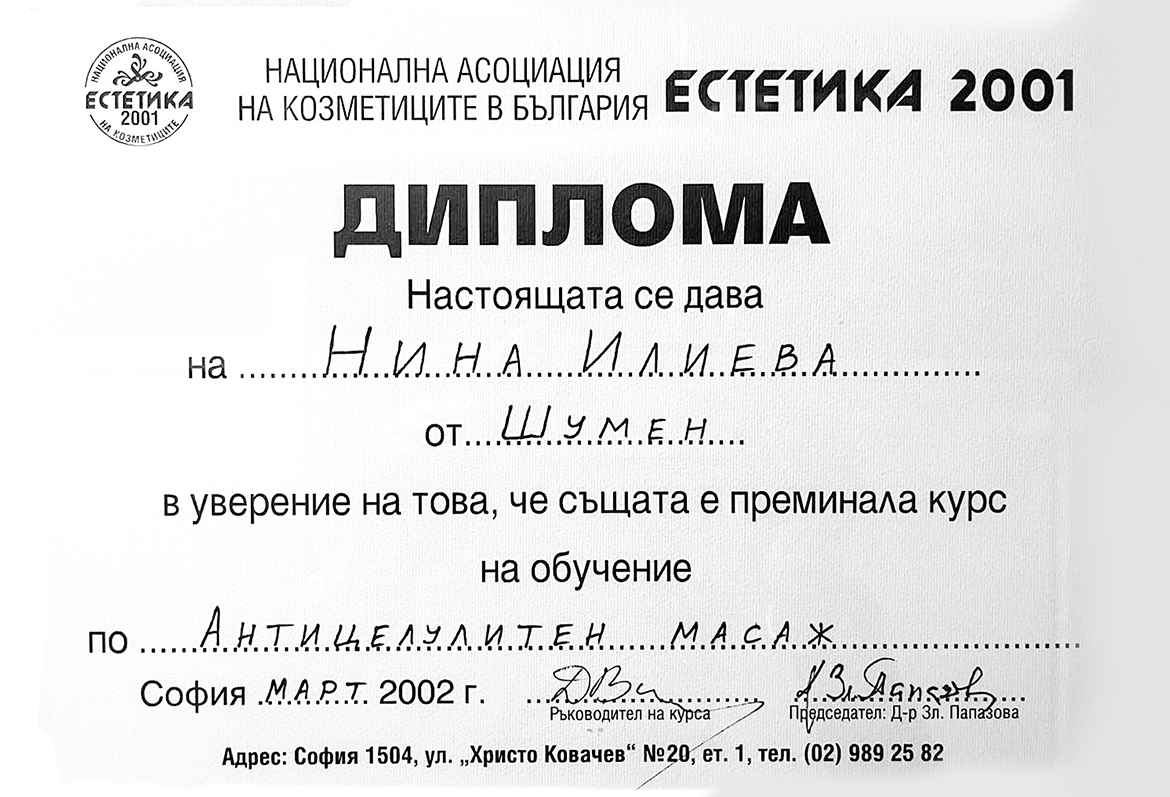 НАЦИОНАЛНА АСОЦИАЦИЯ
ЕСТЕТИКА
2001
НА КОЗМЕТИЦИТЕ
НАЦИОНАЛНА АСОЦИАЦИЯ
НА КОЗМЕТИЦИТЕ В БЪЛГАРИЯ
ЕСТЕТИКА 2001
ДИПЛОМА
Настоящата се дава
на ........Нина Илиева..............
от....Шумен....
в уверение на това, че същата е преминала курс
на обучение
по ......Антицелулитен масаж......................
София .МАРТ. 2002 г.
Зл. Папазов
Ръководител на курса
Председател: Д-р Зл. Папазова
Адрес: София 1504, ул. „Христо Ковачев“ №20, ет. 1, тел. (02) 989 25 82